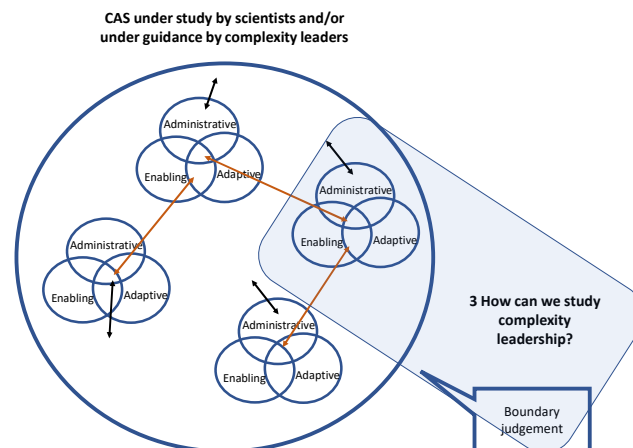 CAS under study by scientists and/or
under guidance by complexity leaders
Administrative
Enabling
Adaptive
Administrative
Enabling
Adaptive
Administrative
Enabling
Adaptive
Administrative
Enabling
Adaptive
3 How can we study
complexity
leadership?
Boundary
judgement